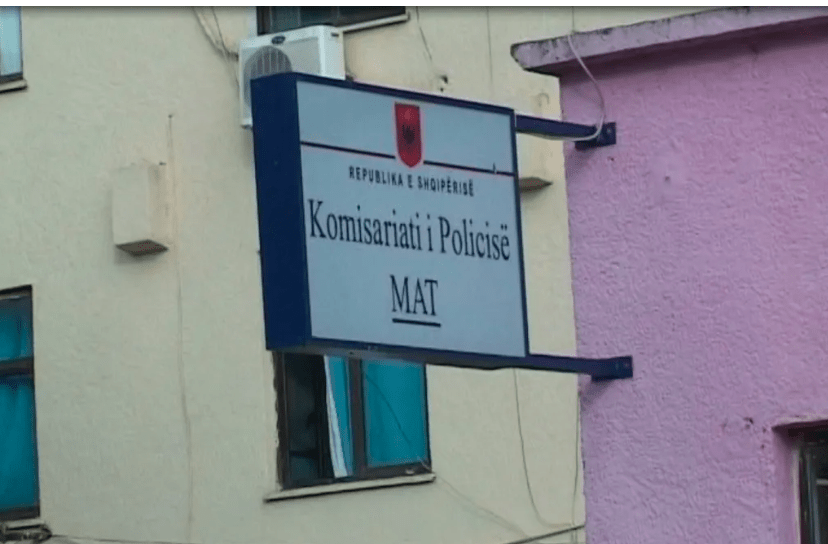 REPUBLIKA E SHQIPËRISË
Komisariati i Policisë
MAT